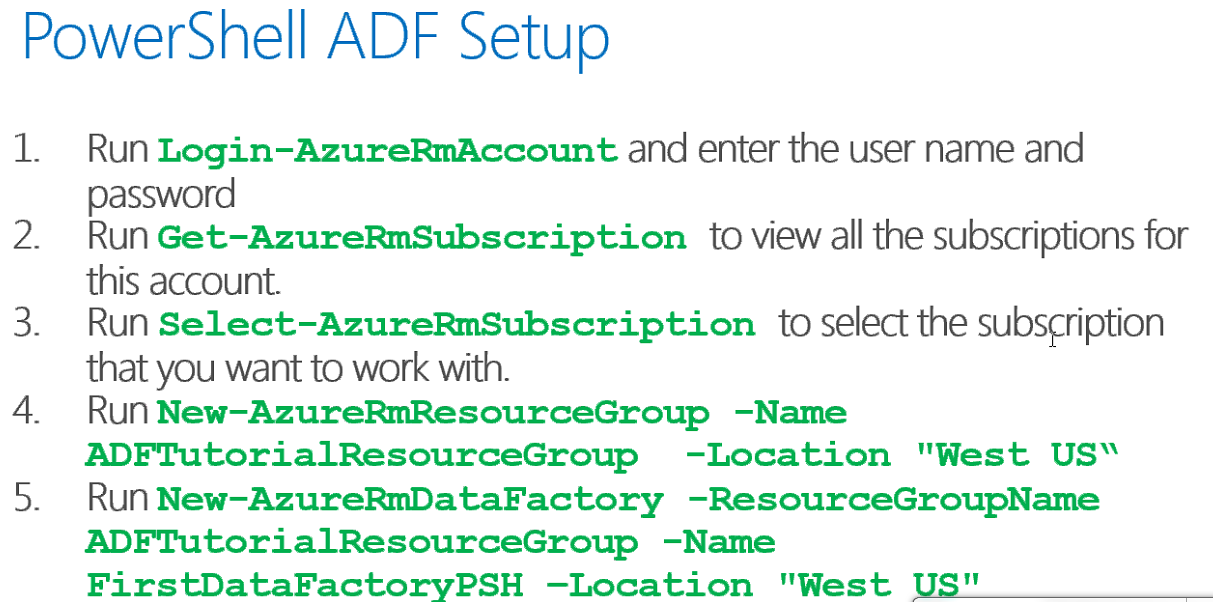 PowerShell ADF Setup
1. Run Login-AzureRmAccount and enter the user name and
password
2. Run Get-AzureRmSubscription to view all the subscriptions for
this account.
3. Run Select-AzureRmSubscription to select the subscription
that you want to work with.
4. Run New-AzureRmResourceGroup -Name
ADFTutorialResourceGroup -Location "West US“
5. Run New-AzureRmDataFactory -ResourceGroupName
ADFTutorialResourceGroup -Name
FirstDataFactoryPSH –Location "West US"